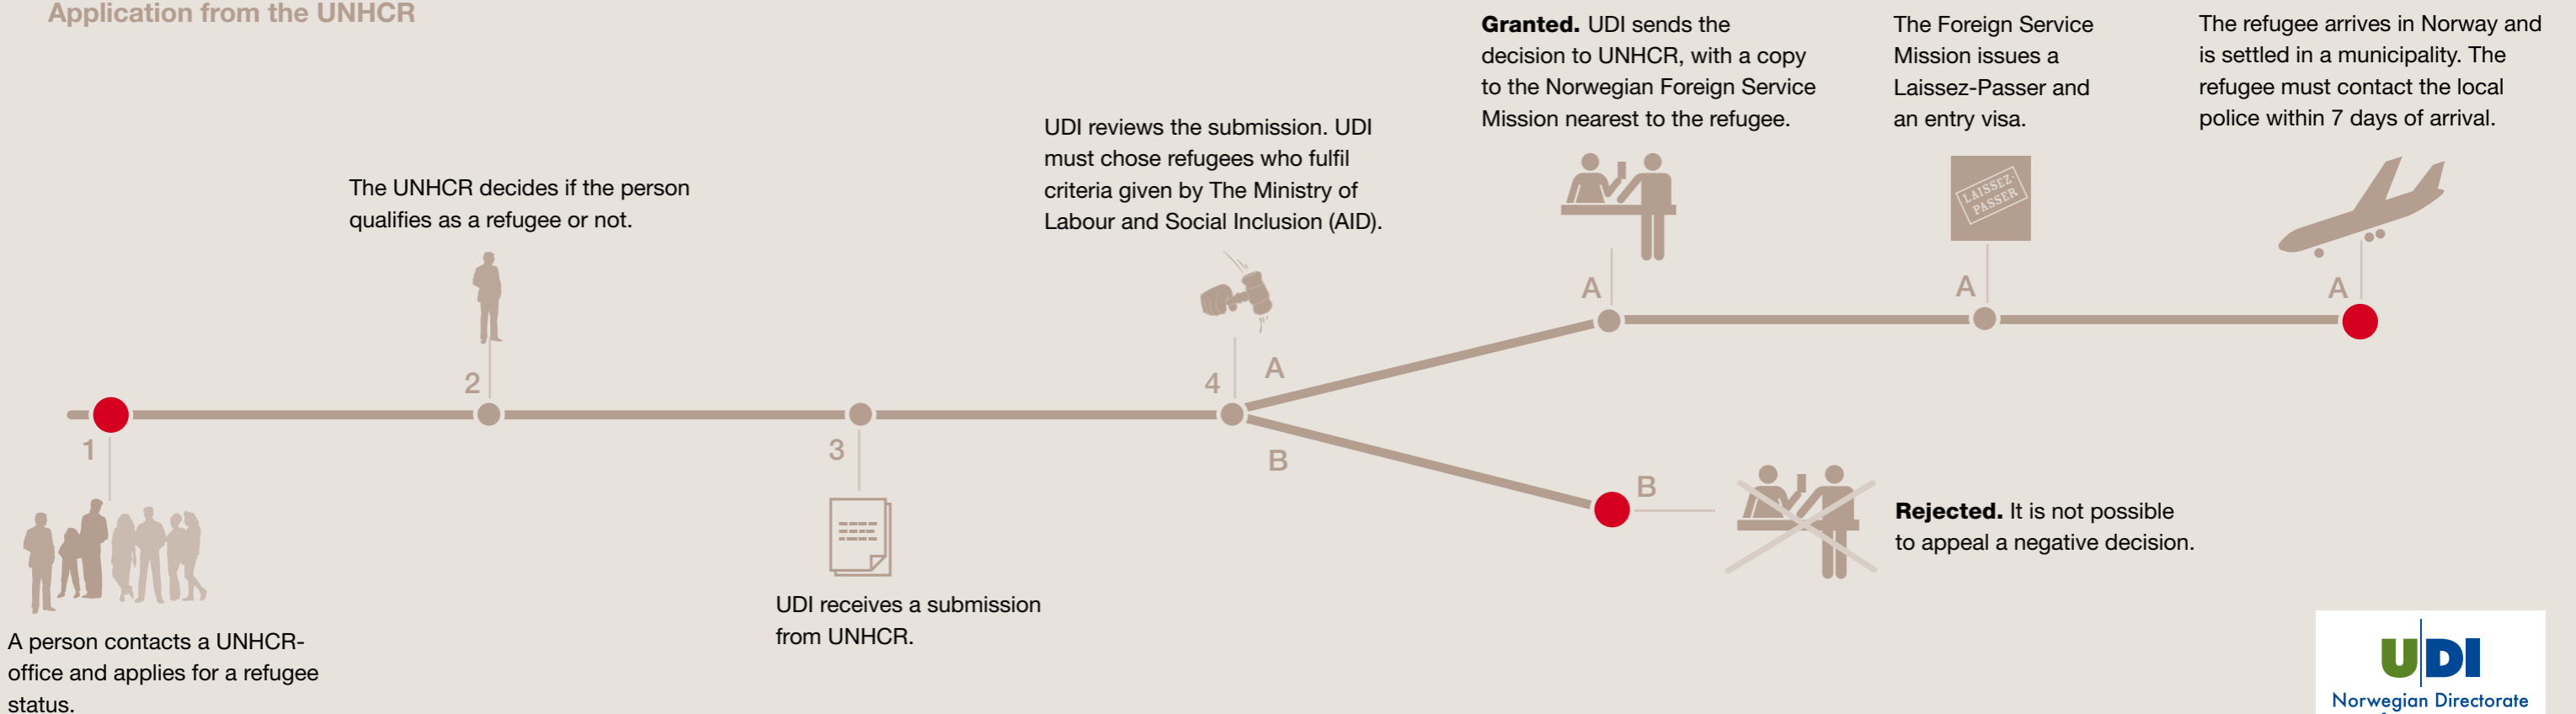 Application from the UNHCR
A person contacts a UNHCR-
office and applies for a refugee
status.
1
The UNHCR decides if the person
qualifies as a refugee or not.
2
3
UDI receives a submission
from UNHCR.
UDI reviews the submission. UDI
must chose refugees who fulfil
criteria given by The Ministry of
Labour and Social Inclusion (AID).
4
A
B
Granted. UDI sends the
decision to UNHCR, with a copy
to the Norwegian Foreign Service
Mission nearest to the refugee.
A
The Foreign Service
Mission issues a
Laissez-Passer and
an entry visa.
LAISSEZ-
PASSER
A
The refugee arrives in Norway and
is settled in a municipality. The
refugee must contact the local
police within 7 days of arrival.
A
B
Rejected. It is not possible
to appeal a negative decision.
UDI
Norwegian Directorate